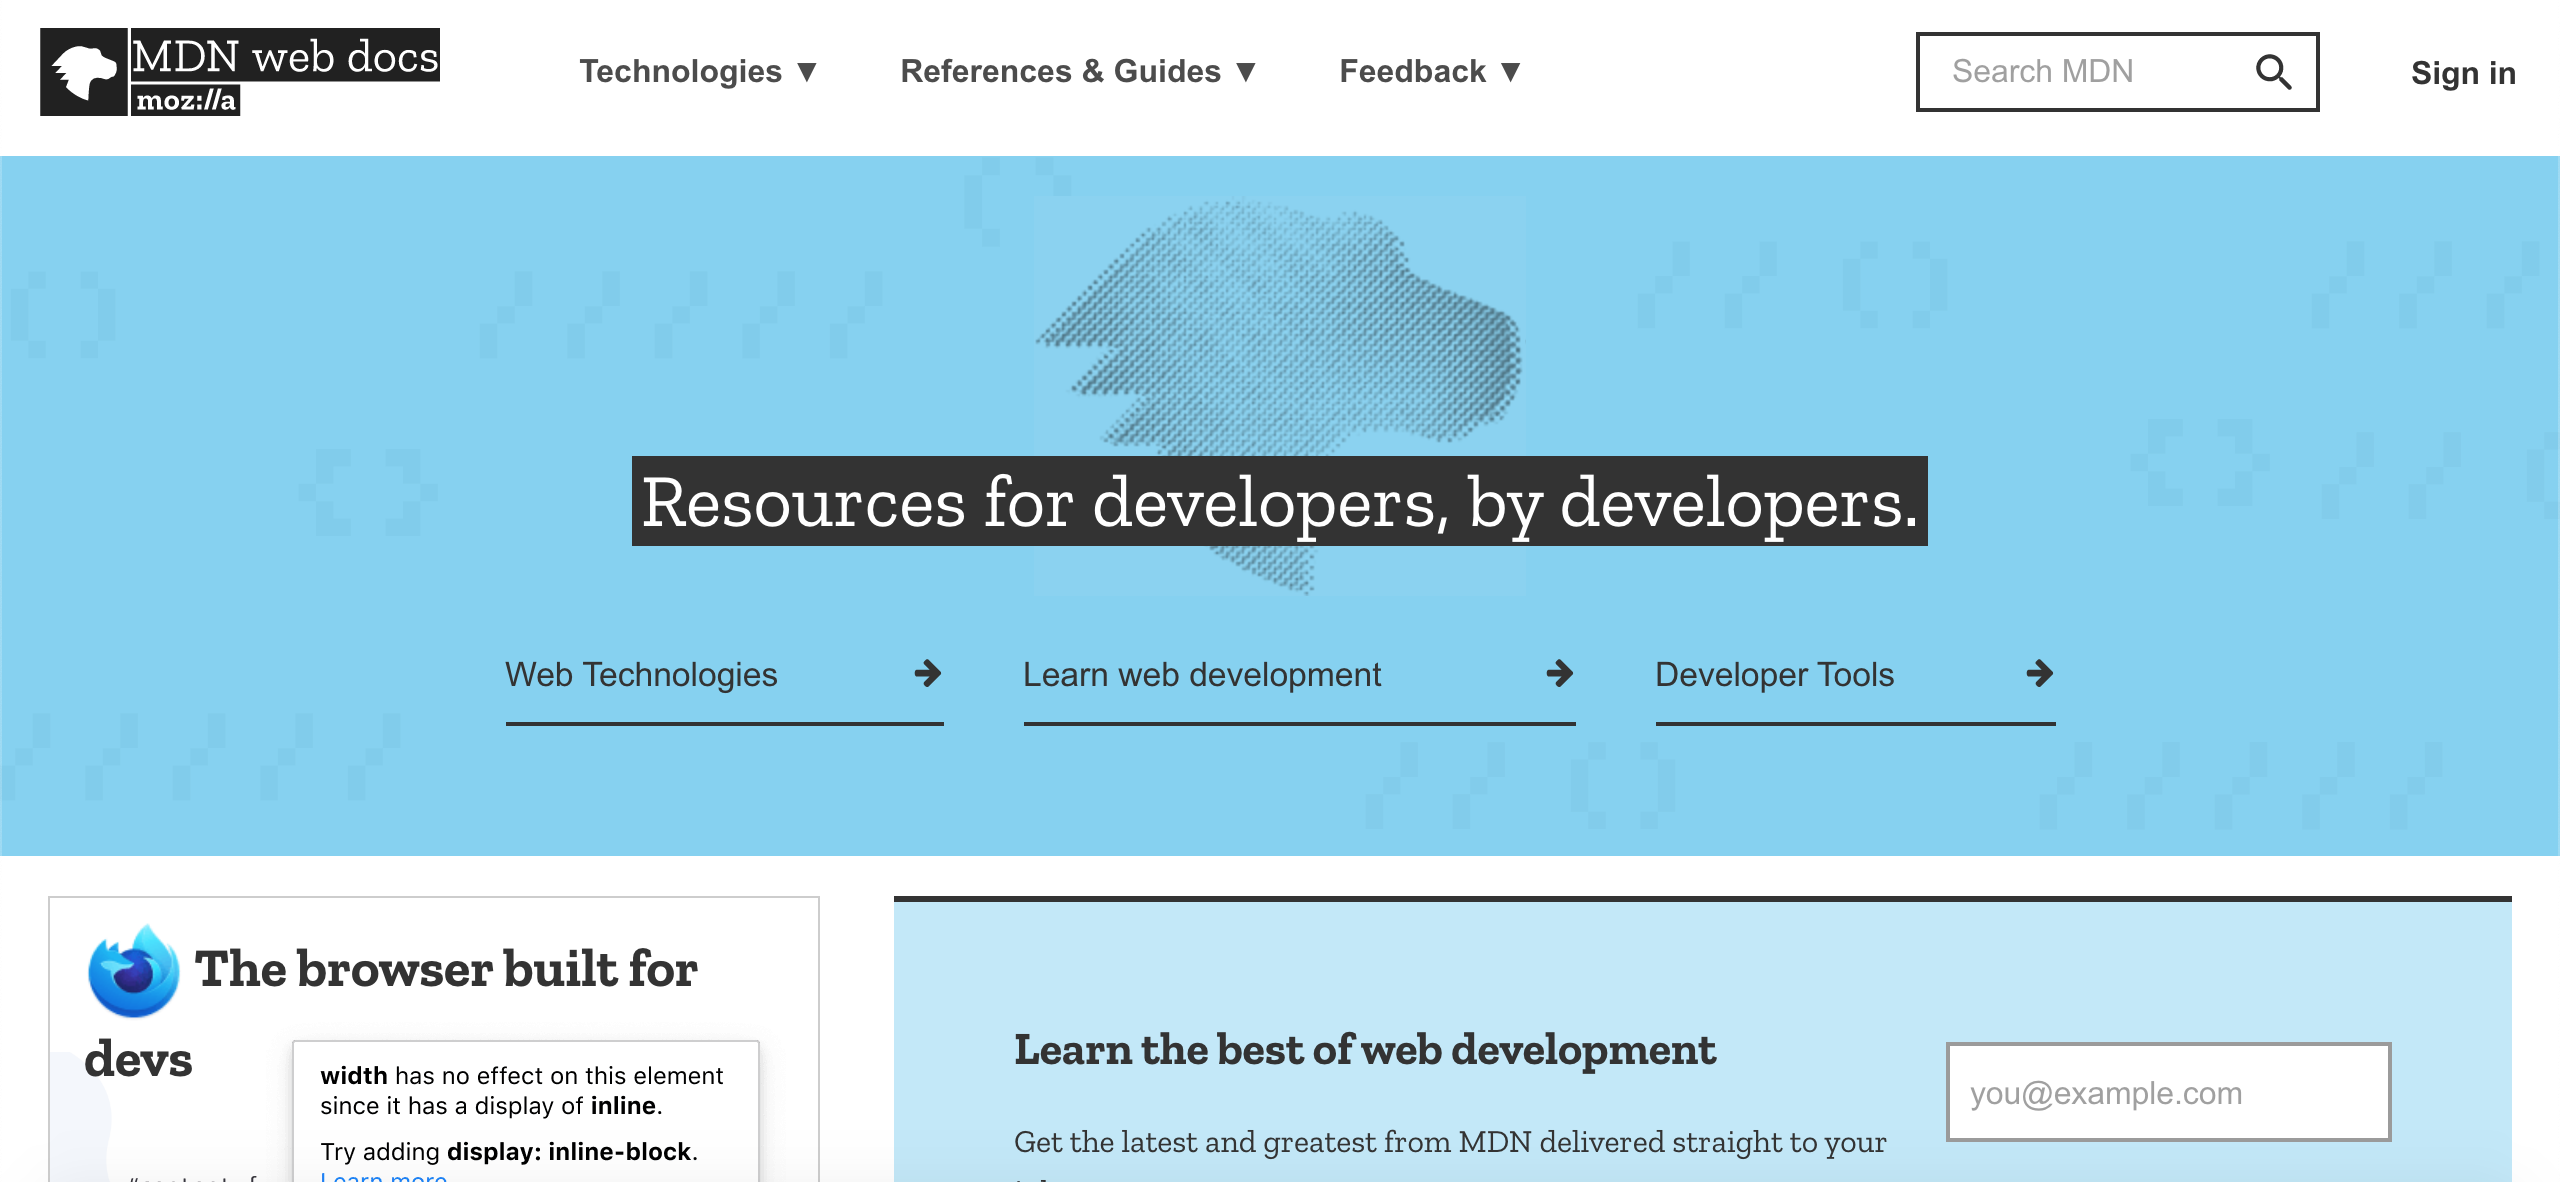 MDN web docs
moz://a
Technologies ▼
References & Guides ▼
Feedback ▼
Search MDN
Sign in
Resources for developers, by developers.
Web Technologies
Learn web development
Developer Tools
The browser built for
devs
width has no effect on this element
since it has a display of inline.
Try adding display: inline-block.
Learn more
Learn the best of web development
Get the latest and greatest from MDN delivered straight to your
you@example.com